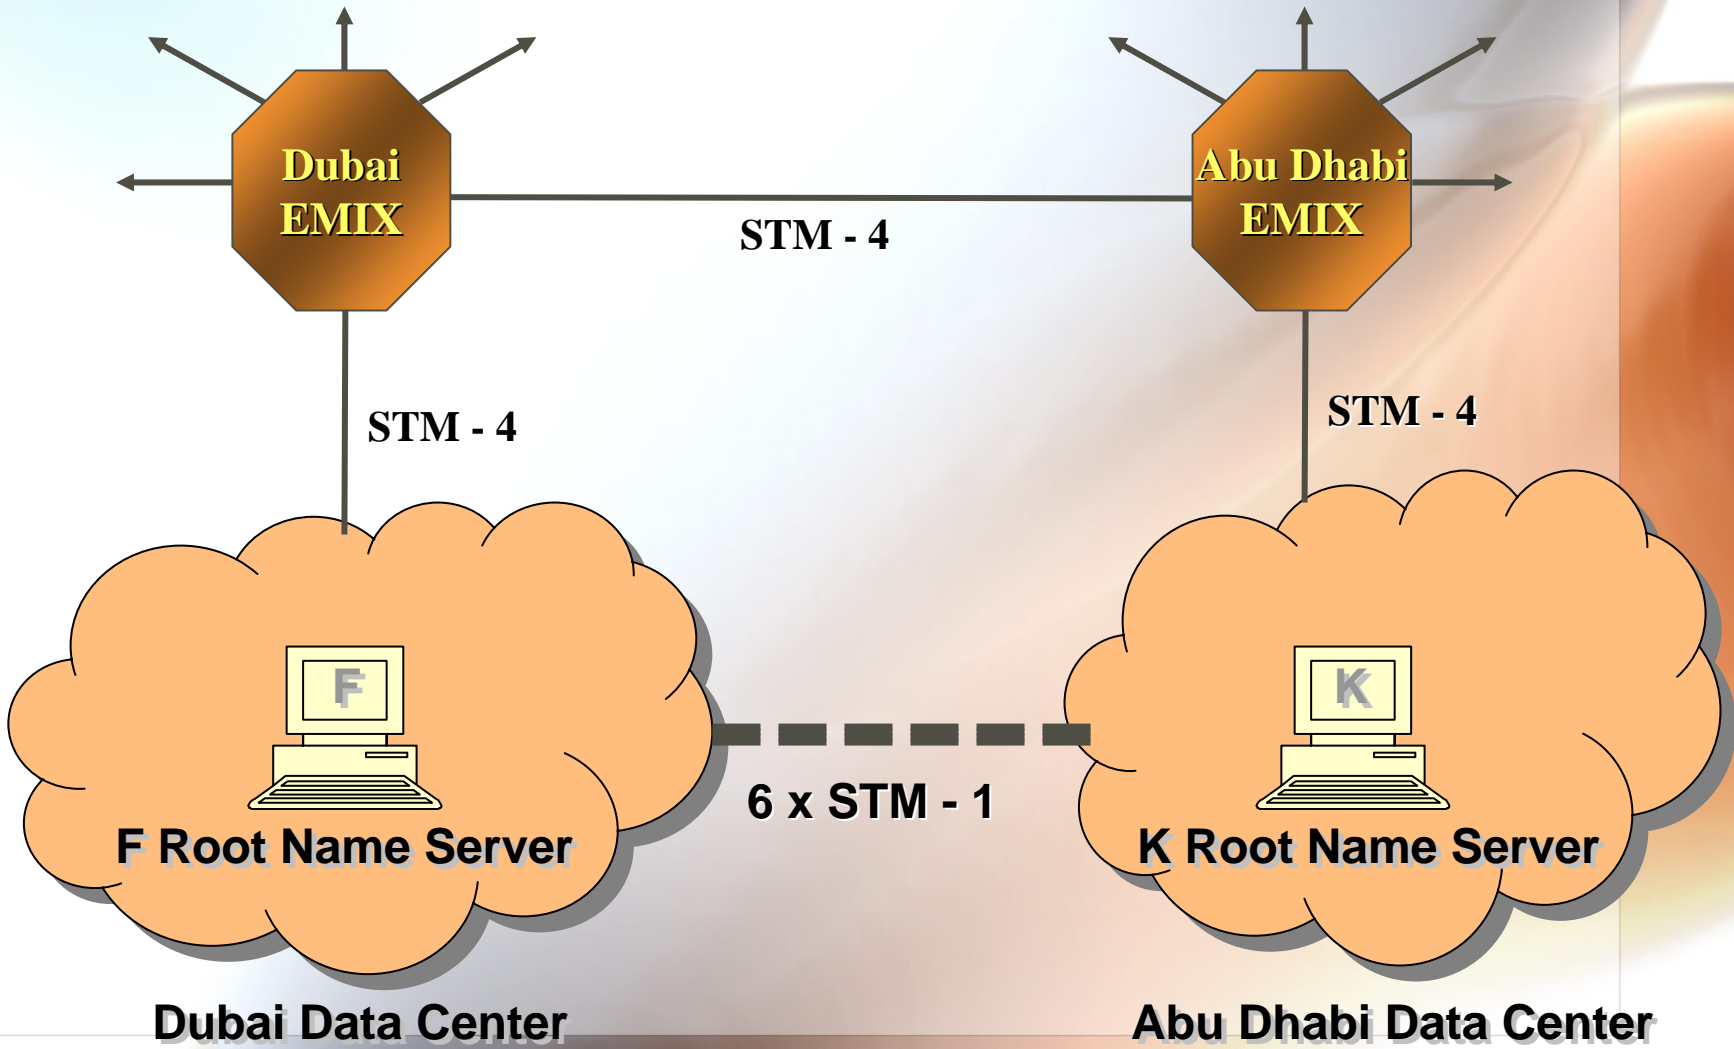 Dubai
EMIX
Abu Dhabi
EMIX
STM - 4
STM - 4
STM - 4
F
K
6 x STM - 1
F Root Name Server
K Root Name Server
Dubai Data Center
Abu Dhabi Data Center